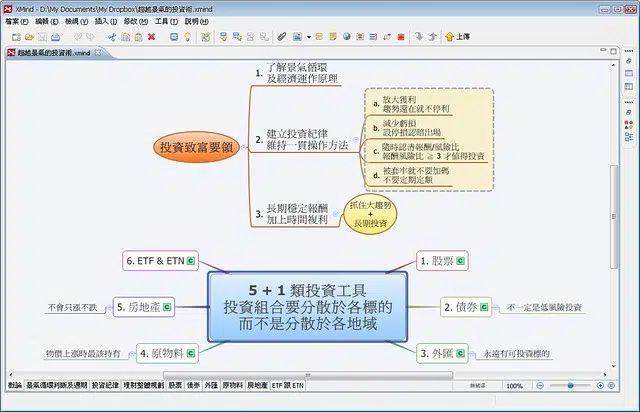 XMind - D:\My Documents\My Dropbox\超越景氣的投資術.xmind
檔案(F) 編輯(E) 檢視(V) 插入(I) 修改(M) 工具(T) 說明(H)
上傳
超越景氣的投資術.xmind
投資致富要領
1. 了解景氣循環
及經濟運作原理
2. 建立投資紀律
維持一貫操作方法
a. 放大獲利
趨勢還在就不停利
b. 減少虧損
設停損認賠出場
c. 隨時認清報酬/風險比
報酬風險比 ≧ 3 才值得投資
d. 被套牢就不要加碼
不要定期定額
3. 長期穩定報酬
加上時間複利
抓住大趨勢
+
長期投資
5 + 1 類投資工具
投資組合要分散於各標的
而不是分散於各地域
1. 股票
2. 債券
不一定是低風險投資
3. 外匯
永遠有可投資標的
4. 原物料
物價上漲時最該持有
5. 房地產
不會只漲不跌
6. ETF & ETN
概論 景氣循環判斷及週期 投資紀律 理財整體規劃 股票 債券 外匯 原物料 房地產 ETF 跟 ETN
100%